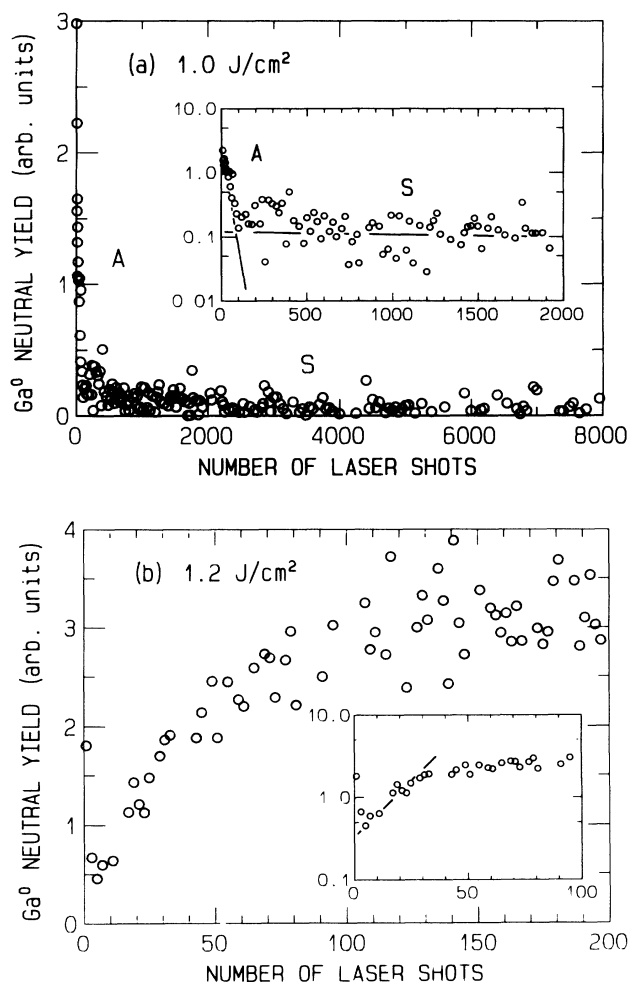 3
(a) 1.0 J/cm²
10.0
A
1.0
S
0.1
0.01
0 500 1000 1500 2000
2
1
A
S
0
0 2000 4000 6000 8000
Ga⁰ NEUTRAL YIELD (arb. units)
NUMBER OF LASER SHOTS
4
(b) 1.2 J/cm²
3
2
1
0
10.0
1.0
0.1
0 50 100
0 50 100 150 200
Ga⁰ NEUTRAL YIELD (arb. units)
NUMBER OF LASER SHOTS